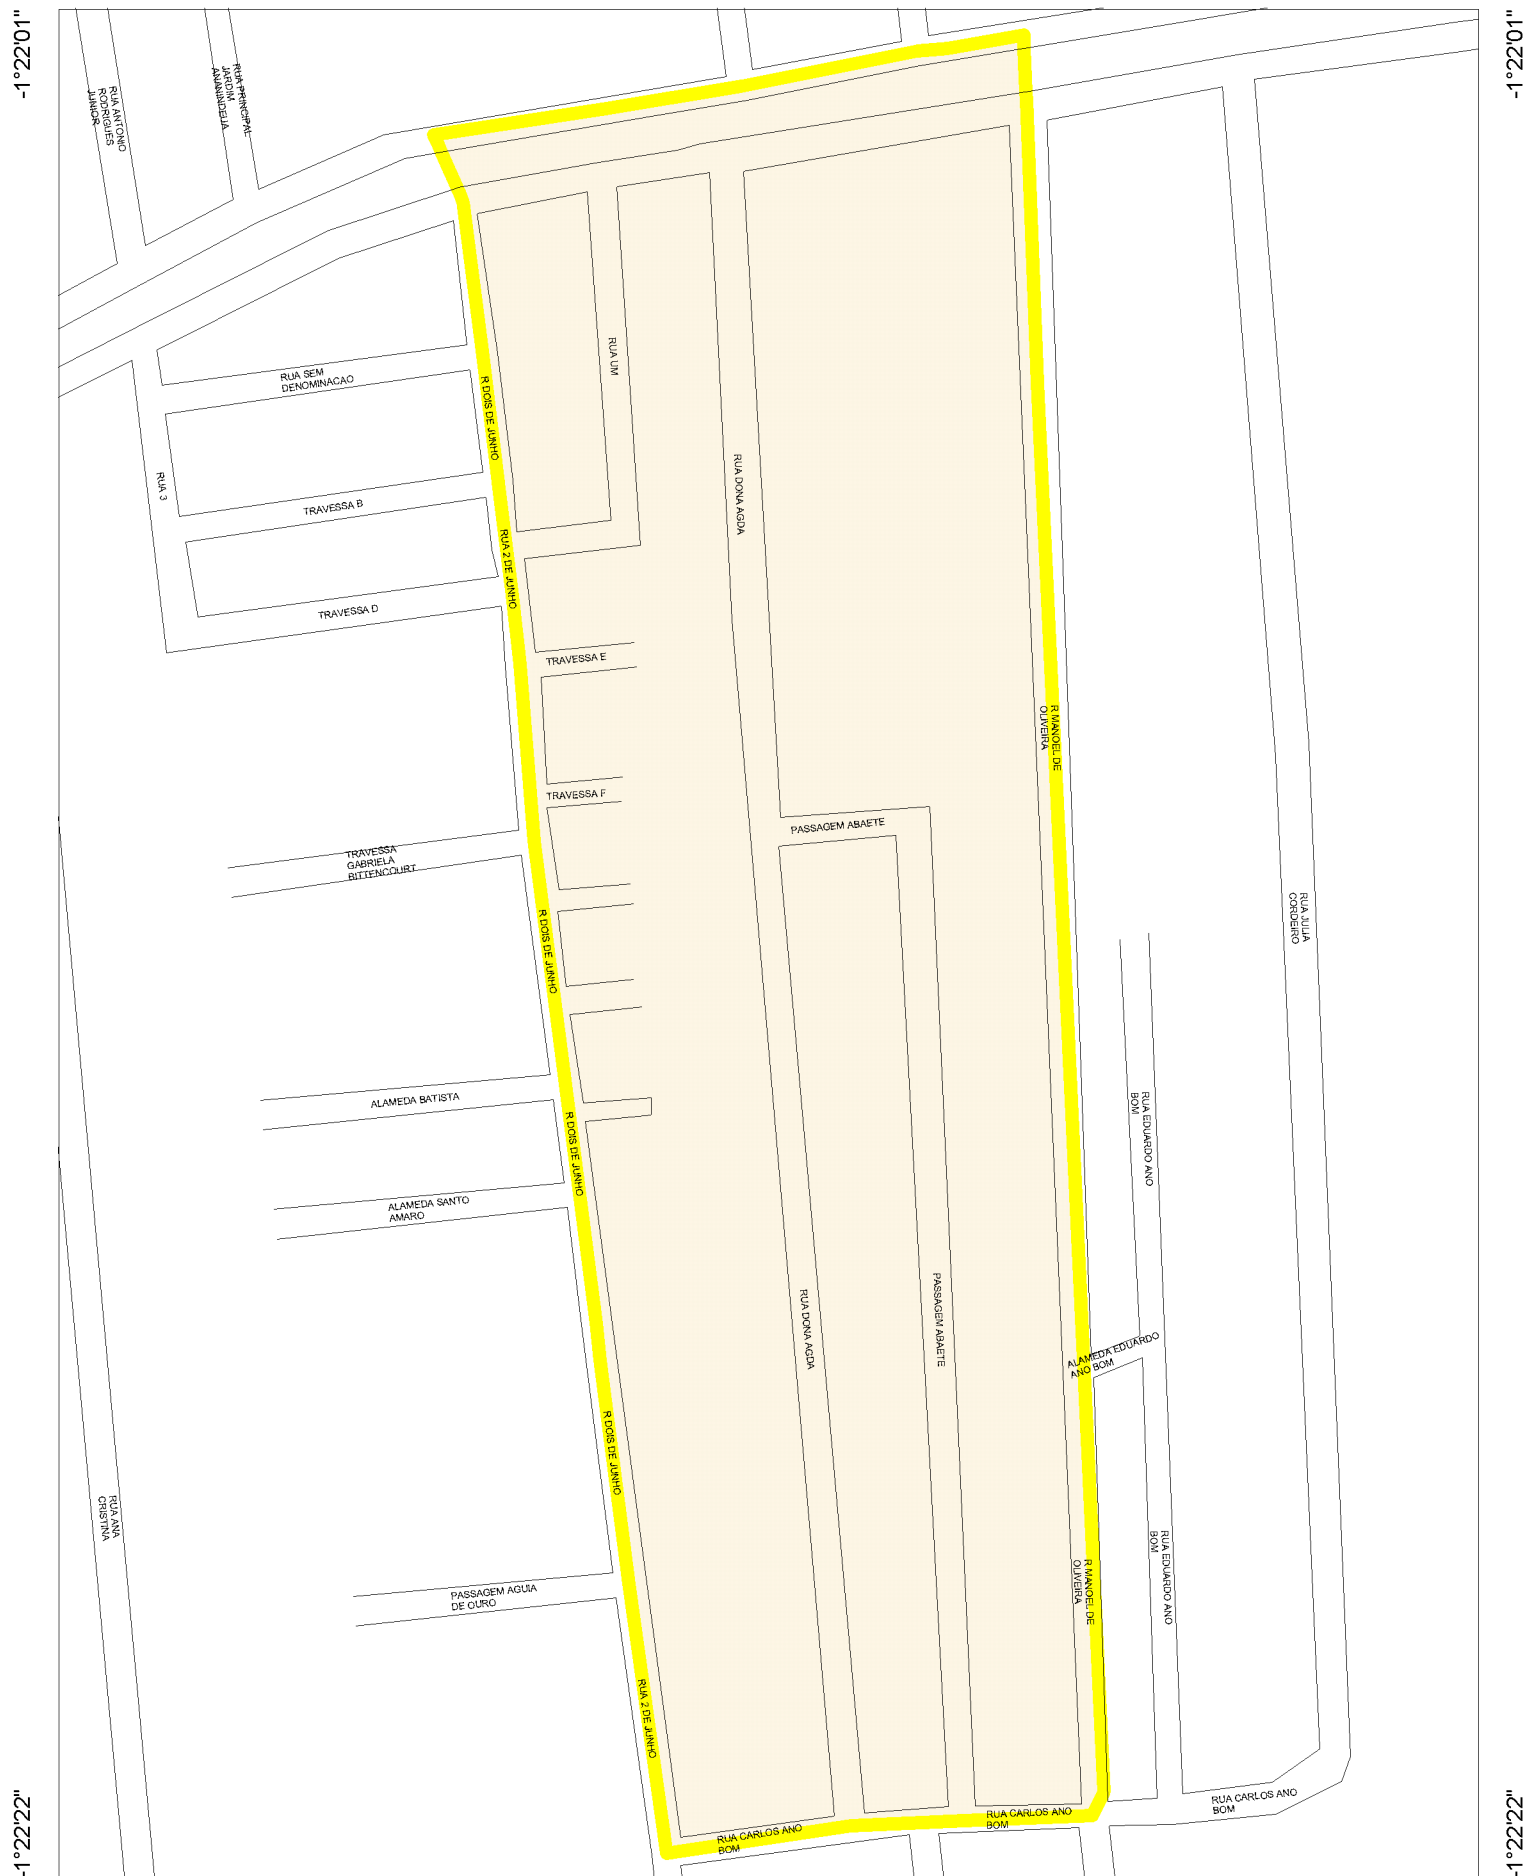 -1°22'01"
-1°22'01"
RUA ANTONIO
RODRIGUES
JUNIOR
RUA PRINCIPAL
JARDIM
ANANINDEUA
RUA SEM
DENOMINACAO
RUA UM
R DOIS DE JUNHO
RUA 3
TRAVESSA B
RUA DONA AGDA
RUA 2 DE JUNHO
TRAVESSA D
TRAVESSA E
R MANOEL DE
OLIVEIRA
TRAVESSA F
PASSAGEM ABAETE
TRAVESSA
GABRIELA
BITTENCOURT
RUA JULIA
CORDEIRO
R DOIS DE JUNHO
ALAMEDA BATISTA
RUA EDUARDO ANO
BOM
R DOIS DE JUNHO
ALAMEDA SANTO
AMARO
RUA DONA AGDA
PASSAGEM ABAETE
ALAMEDA EDUARDO
ANO BOM
R DOIS DE JUNHO
RUA ANA
CRISTINA
RUA EDUARDO ANO
BOM
R MANOEL DE
OLIVEIRA
PASSAGEM AGUIA
DE OURO
RUA 2 DE JUNHO
RUA CARLOS ANO
BOM
RUA CARLOS ANO
BOM
RUA CARLOS ANO
BOM
-1°22'22"
-1°22'22"